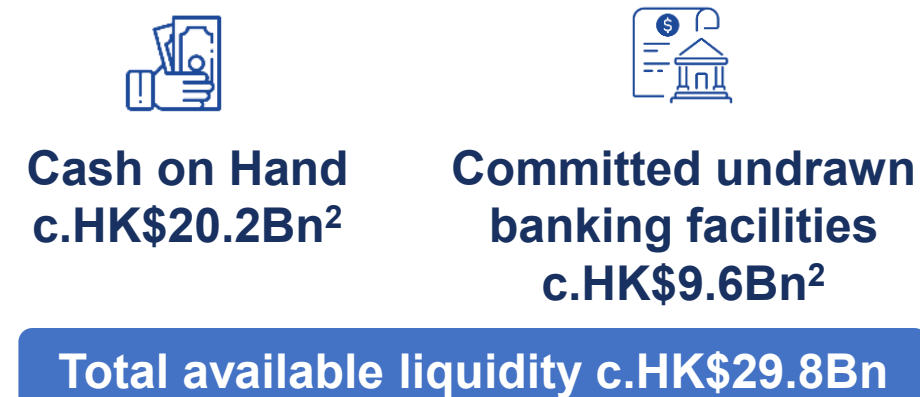 $
Cash on Hand
c.HK$20.2Bn²
Committed undrawn
banking facilities
c.HK$9.6Bn²
Total available liquidity c.HK$29.8Bn